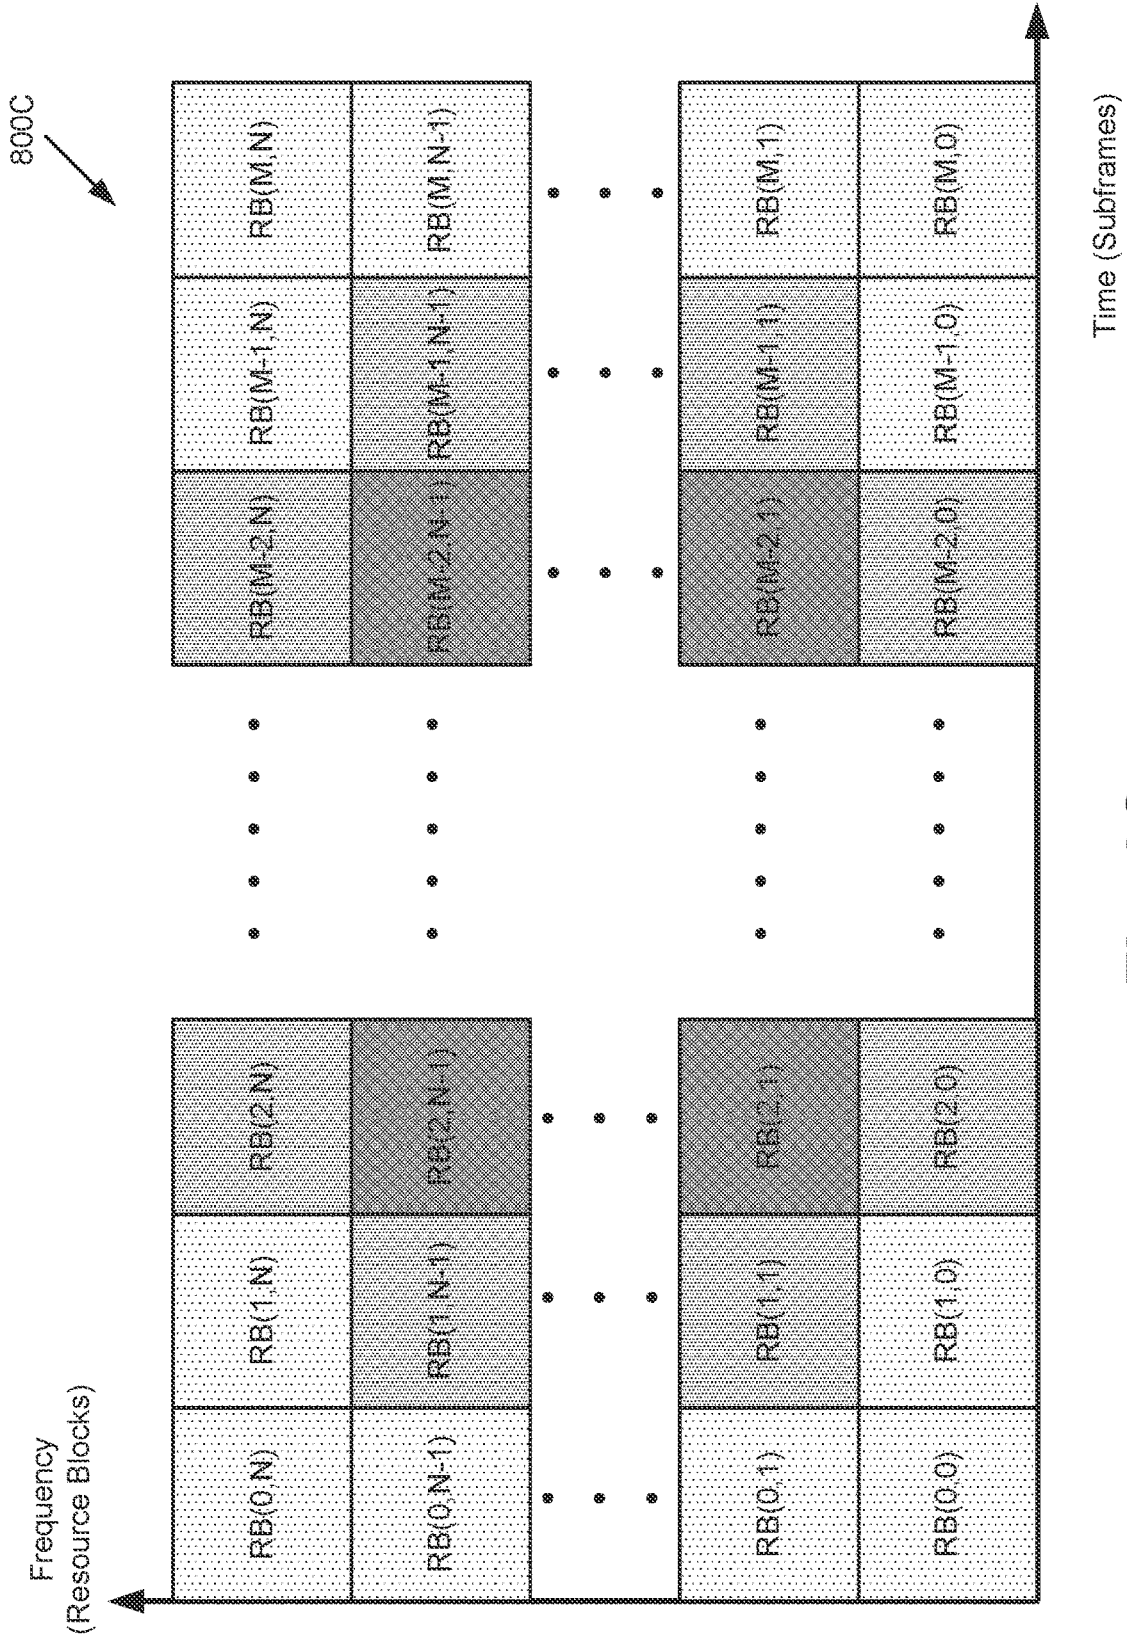 800C
Frequency
(Resource Blocks)
RB(0,N) RB(1,N) RB(2,N) RB(M-2,N) RB(M-1,N) RB(M,N)
RB(0,N-1) RB(1,N-1) RB(2,N-1) RB(M-2,N-1) RB(M-1,N-1) RB(M,N-1)
RB(0,1) RB(1,1) RB(2,1) RB(M-2,1) RB(M-1,1) RB(M,1)
RB(0,0) RB(1,0) RB(2,0) RB(M-2,0) RB(M-1,0) RB(M,0)
Time (Subframes)